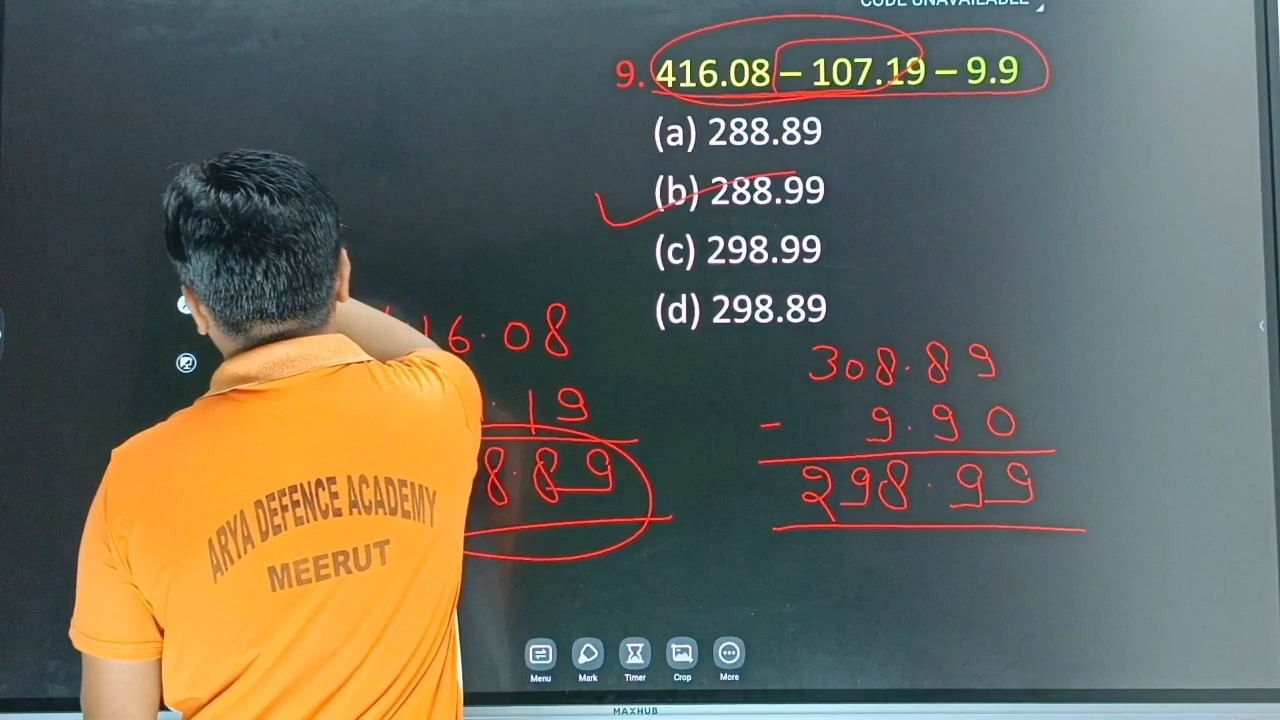 CODE UNAVAILABLE
9. 416.08 – 107.19 – 9.9
(a) 288.89
(b) 288.99
(c) 298.99
(d) 298.89
16.08
.19
8.89
308.89
- 9.90
298.99
ARYA DEFENCE ACADEMY
MEERUT
Menu Mark Timer Crop More
MAXHUB